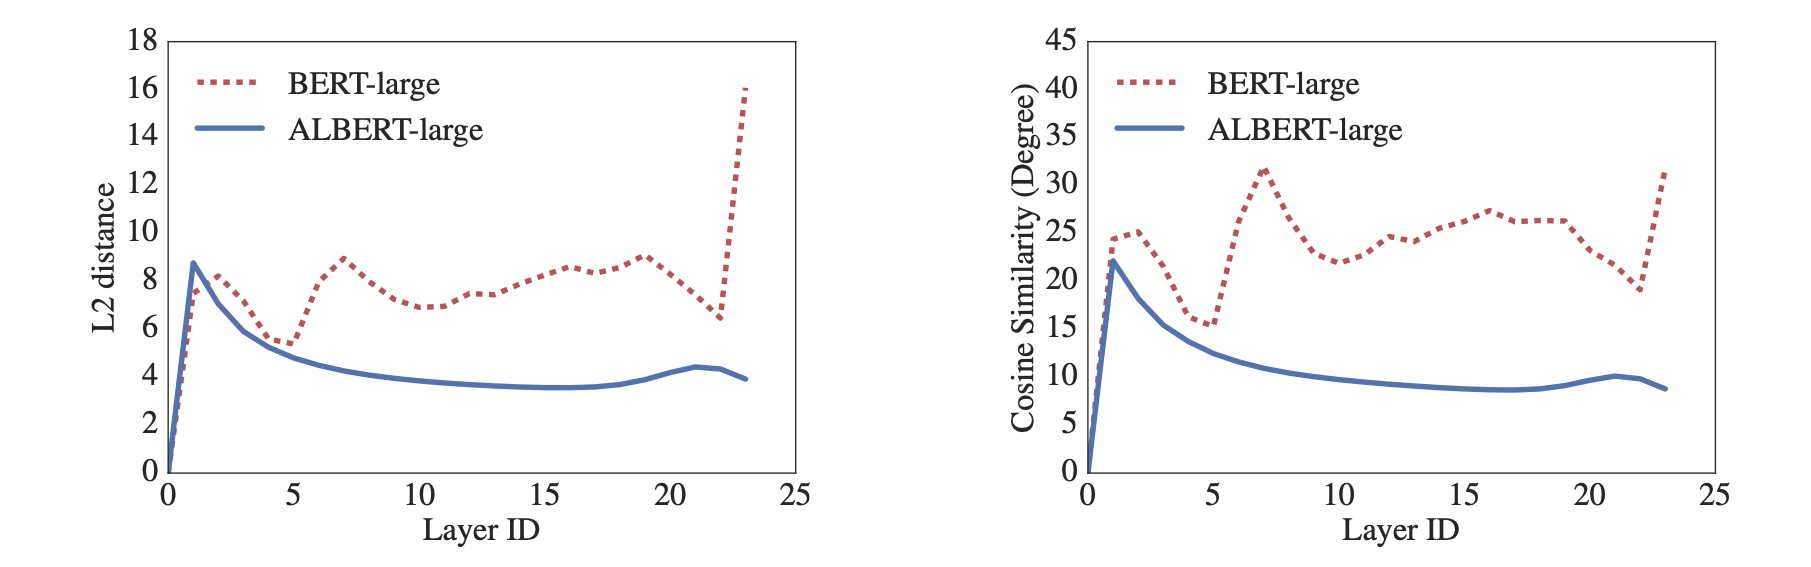 18
16
14
12
10
8
6
4
2
0
L2 distance
BERT-large
ALBERT-large
0 5 10 15 20 25
Layer ID
45
40
35
30
25
20
15
10
5
0
Cosine Similarity (Degree)
BERT-large
ALBERT-large
0 5 10 15 20 25
Layer ID